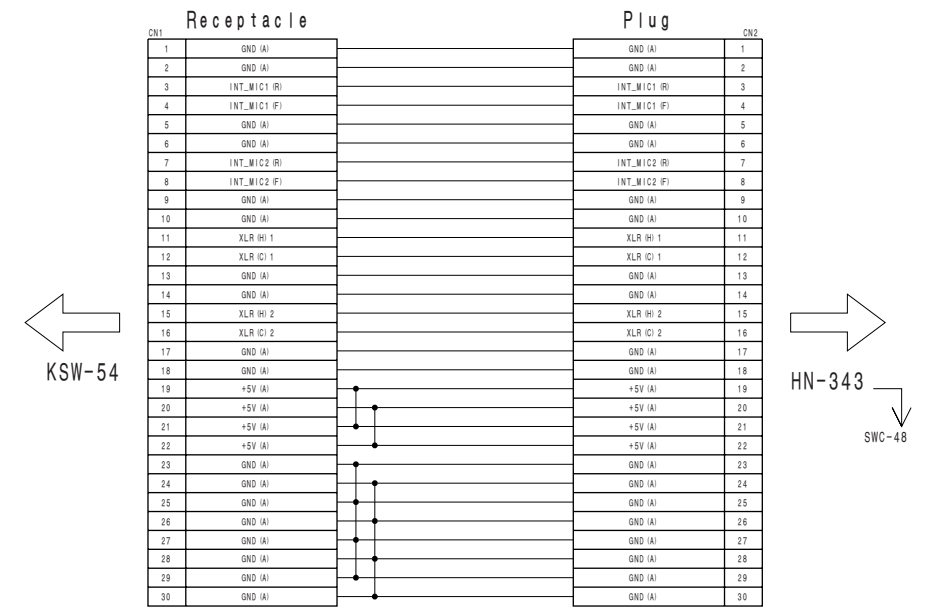 Receptacle Plug
CN1 CN2
1 GND (A) GND (A) 1
2 GND (A) GND (A) 2
3 INT_MIC1 (R) INT_MIC1 (R) 3
4 INT_MIC1 (F) INT_MIC1 (F) 4
5 GND (A) GND (A) 5
6 GND (A) GND (A) 6
7 INT_MIC2 (R) INT_MIC2 (R) 7
8 INT_MIC2 (F) INT_MIC2 (F) 8
9 GND (A) GND (A) 9
10 GND (A) GND (A) 10
11 XLR (H) 1 XLR (H) 1 11
12 XLR (C) 1 XLR (C) 1 12
13 GND (A) GND (A) 13
14 GND (A) GND (A) 14
15 XLR (H) 2 XLR (H) 2 15
16 XLR (C) 2 XLR (C) 2 16
17 GND (A) GND (A) 17
18 GND (A) GND (A) 18
19 +5V (A) +5V (A) 19
20 +5V (A) +5V (A) 20
21 +5V (A) +5V (A) 21
22 +5V (A) +5V (A) 22
23 GND (A) GND (A) 23
24 GND (A) GND (A) 24
25 GND (A) GND (A) 25
26 GND (A) GND (A) 26
27 GND (A) GND (A) 27
28 GND (A) GND (A) 28
29 GND (A) GND (A) 29
30 GND (A) GND (A) 30
KSW-54
HN-343
SWC-48